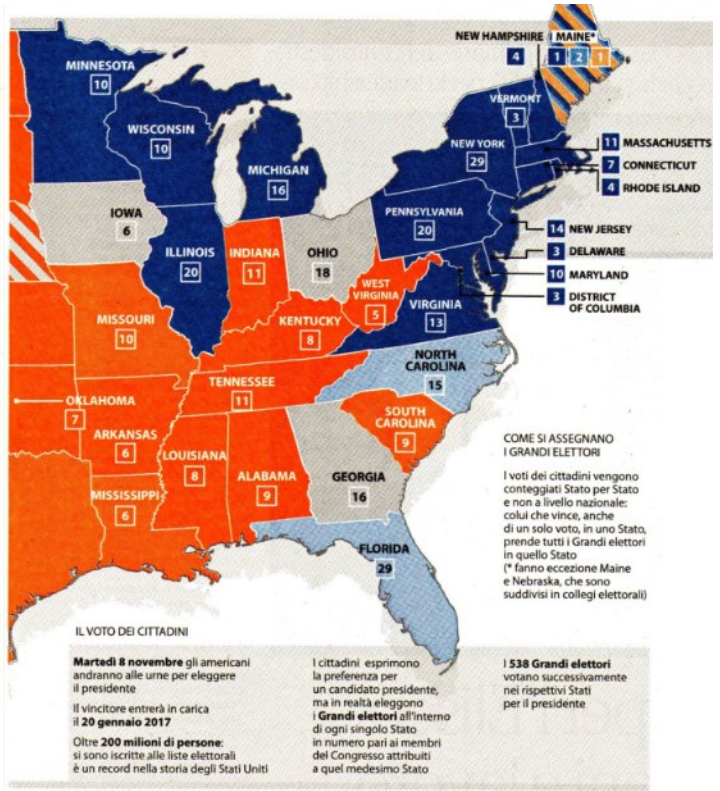 NEW HAMPSHIRE
4
MAINE*
1 2 1
MINNESOTA
10
WISCONSIN
10
MICHIGAN
16
VERMONT
3
NEW YORK
29
11 MASSACHUSETTS
7 CONNECTICUT
4 RHODE ISLAND
IOWA
6
ILLINOIS
20
INDIANA
11
OHIO
18
PENNSYLVANIA
20
14 NEW JERSEY
3 DELAWARE
10 MARYLAND
3 DISTRICT
OF COLUMBIA
WEST
VIRGINIA
5
VIRGINIA
13
MISSOURI
10
KENTUCKY
8
NORTH
CAROLINA
15
TENNESSEE
11
OKLAHOMA
7
ARKANSAS
6
SOUTH
CAROLINA
9
LOUISIANA
8
ALABAMA
9
GEORGIA
16
MISSISSIPPI
6
FLORIDA
29
COME SI ASSEGNANO
I GRANDI ELETTORI
I voti dei cittadini vengono
conteggiati Stato per Stato
e non a livello nazionale:
colui che vince, anche
di un solo voto, in uno Stato,
prende tutti i Grandi elettori
in quello Stato
(* fanno eccezione Maine
e Nebraska, che sono
suddivisi in collegi elettorali)
IL VOTO DEI CITTADINI
Martedì 8 novembre gli americani
andranno alle urne per eleggere
il presidente
Il vincitore entrerà in carica
il 20 gennaio 2017
Oltre 200 milioni di persone:
si sono iscritte alle liste elettorali
è un record nella storia degli Stati Uniti
I cittadini esprimono
la preferenza per
un candidato presidente,
ma in realtà eleggono
i Grandi elettori all'interno
di ogni singolo Stato
in numero pari ai membri
del Congresso attribuiti
a quel medesimo Stato
I 538 Grandi elettori
votano successivamente
nei rispettivi Stati
per il presidente